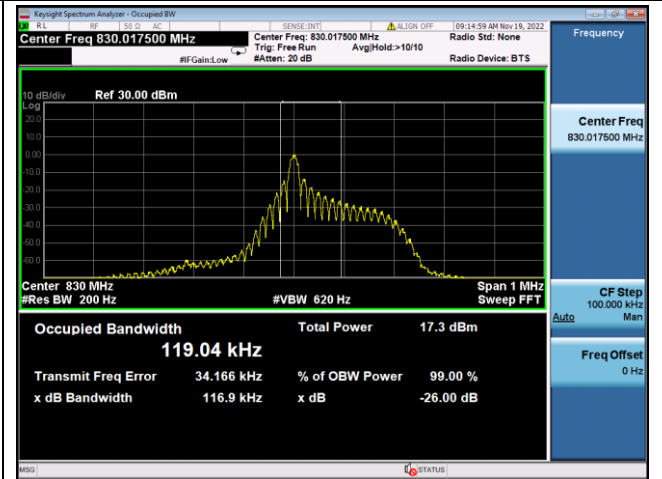 Keysight Spectrum Analyzer - Occupied BW
RL RF 50 Ω AC SENSE:INT ALIGN OFF 09:14:59 AM Nov 19, 2022
Center Freq 830.017500 MHz Center Freq: 830.017500 MHz Radio Std: None
Trig: Free Run Avg|Hold:>10/10
#IFGain:Low #Atten: 20 dB Radio Device: BTS
Frequency
10 dB/div Ref 30.00 dBm
Log
20.0
10.0
0.00
-10.0
-20.0
-30.0
-40.0
-50.0
-60.0
Center 830 MHz Span 1 MHz
#Res BW 200 Hz #VBW 620 Hz Sweep FFT
Occupied Bandwidth Total Power 17.3 dBm
119.04 kHz
Transmit Freq Error 34.166 kHz % of OBW Power 99.00 %
x dB Bandwidth 116.9 kHz x dB -26.00 dB
Center Freq
830.017500 MHz
CF Step
100.000 kHz
Auto Man
Freq Offset
0 Hz
MSG STATUS